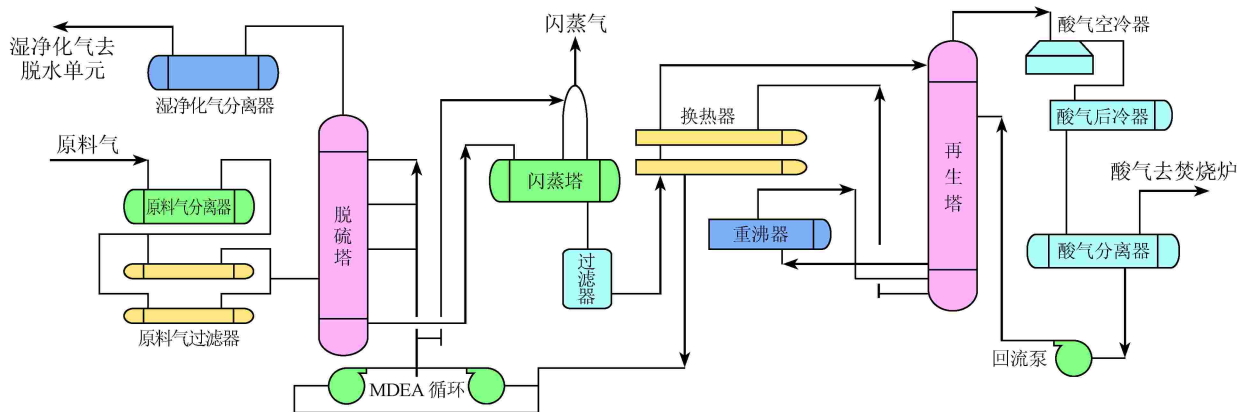 闪蒸气
酸气空冷器
湿净化气去
脱水单元
湿净化气分离器
换热器
酸气后冷器
原料气
再生塔
闪蒸塔
酸气去焚烧炉
原料气分离器
脱硫塔
重沸器
酸气分离器
过滤器
原料气过滤器
回流泵
MDEA 循环